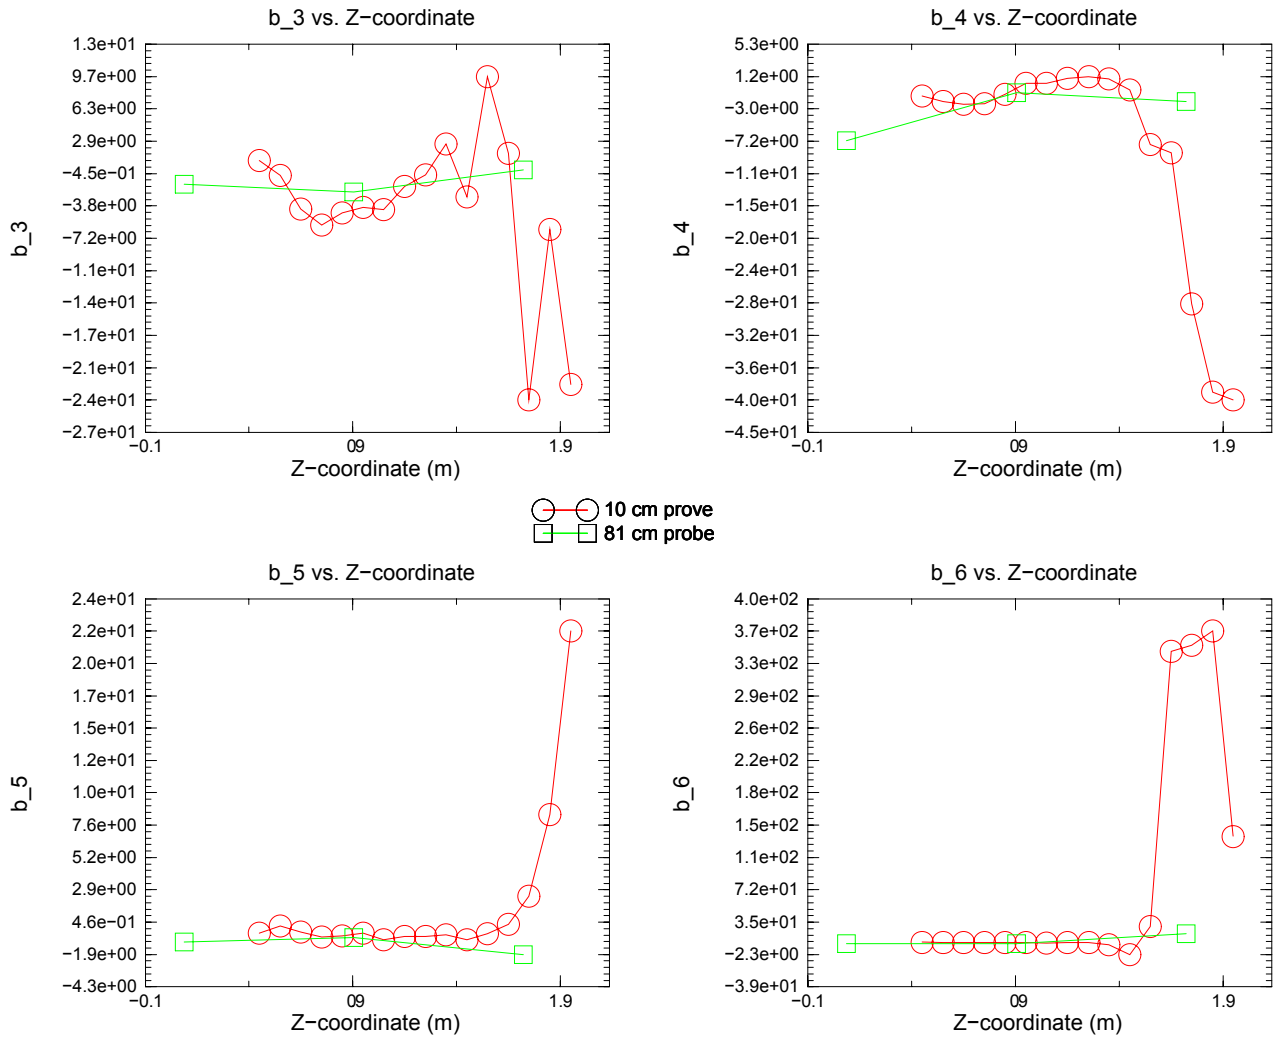 b_3 vs. Z−coordinate
1.3e+01
9.7e+00
6.3e+00
2.9e+00
−4.5e−01
−3.8e+00
−7.2e+00
−1.1e+01
−1.4e+01
−1.7e+01
−2.1e+01
−2.4e+01
−2.7e+01
b_3
−0.1 0.9 1.9
Z−coordinate (m)
b_4 vs. Z−coordinate
5.3e+00
1.2e+00
−3.0e+00
−7.2e+00
−1.1e+01
−1.5e+01
−2.0e+01
−2.4e+01
−2.8e+01
−3.2e+01
−3.6e+01
−4.0e+01
−4.5e+01
b_4
−0.1 0.9 1.9
Z−coordinate (m)
10 cm prove
81 cm probe
b_5 vs. Z−coordinate
2.4e+01
2.2e+01
2.0e+01
1.7e+01
1.5e+01
1.2e+01
1.0e+01
7.6e+00
5.2e+00
2.9e+00
4.6e−01
−1.9e+00
−4.3e+00
b_5
−0.1 0.9 1.9
Z−coordinate (m)
b_6 vs. Z−coordinate
4.0e+02
3.7e+02
3.3e+02
2.9e+02
2.6e+02
2.2e+02
1.8e+02
1.5e+02
1.1e+02
7.2e+01
3.5e+01
−2.3e+00
−3.9e+01
b_6
−0.1 0.9 1.9
Z−coordinate (m)